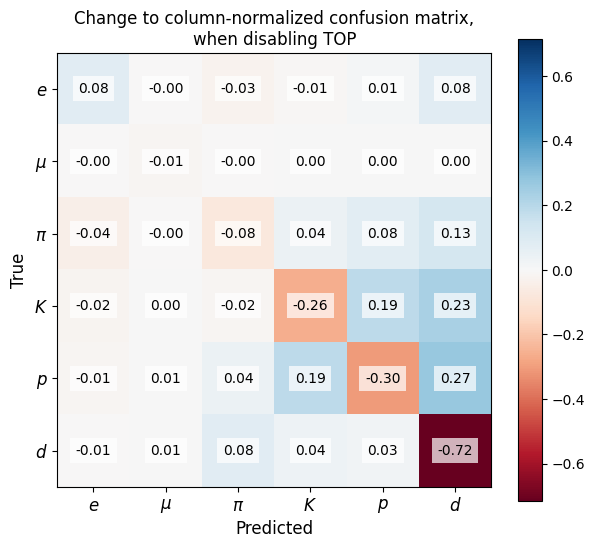 Change to column-normalized confusion matrix,
when disabling TOP
e 0.08 -0.00 -0.03 -0.01 0.01 0.08
μ -0.00 -0.01 -0.00 0.00 0.00 0.00
π -0.04 -0.00 -0.08 0.04 0.08 0.13
K -0.02 0.00 -0.02 -0.26 0.19 0.23
p -0.01 0.01 0.04 0.19 -0.30 0.27
d -0.01 0.01 0.08 0.04 0.03 -0.72
e μ π K p d
Predicted
True
0.6
0.4
0.2
0.0
−0.2
−0.4
−0.6